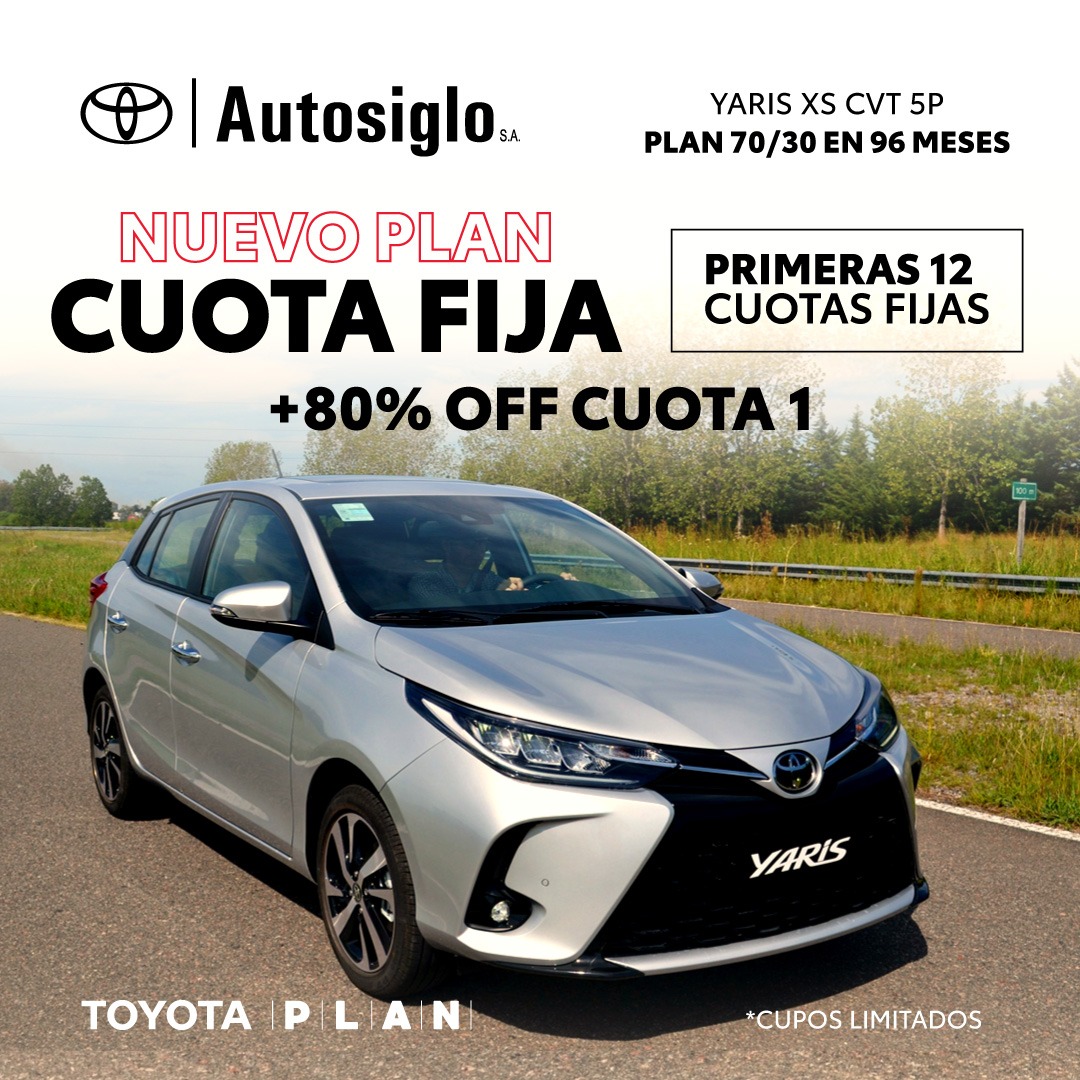 Autosiglo S.A.
YARIS XS CVT 5P
PLAN 70/30 EN 96 MESES
NUEVO PLAN
CUOTA FIJA
PRIMERAS 12
CUOTAS FIJAS
+80% OFF CUOTA 1
100 m
YARIS
TOYOTA |P|L|A|N|
*CUPOS LIMITADOS